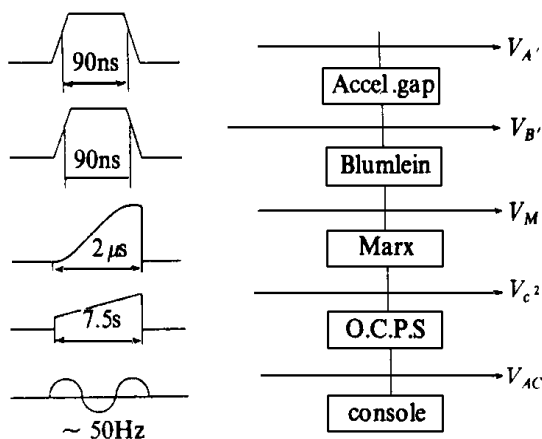 90ns
V_A'
Accel.gap
90ns
V_B'
Blumlein
2 μs
V_M
Marx
7.5s
V_c²
O.C.P.S
V_AC
~ 50Hz
console